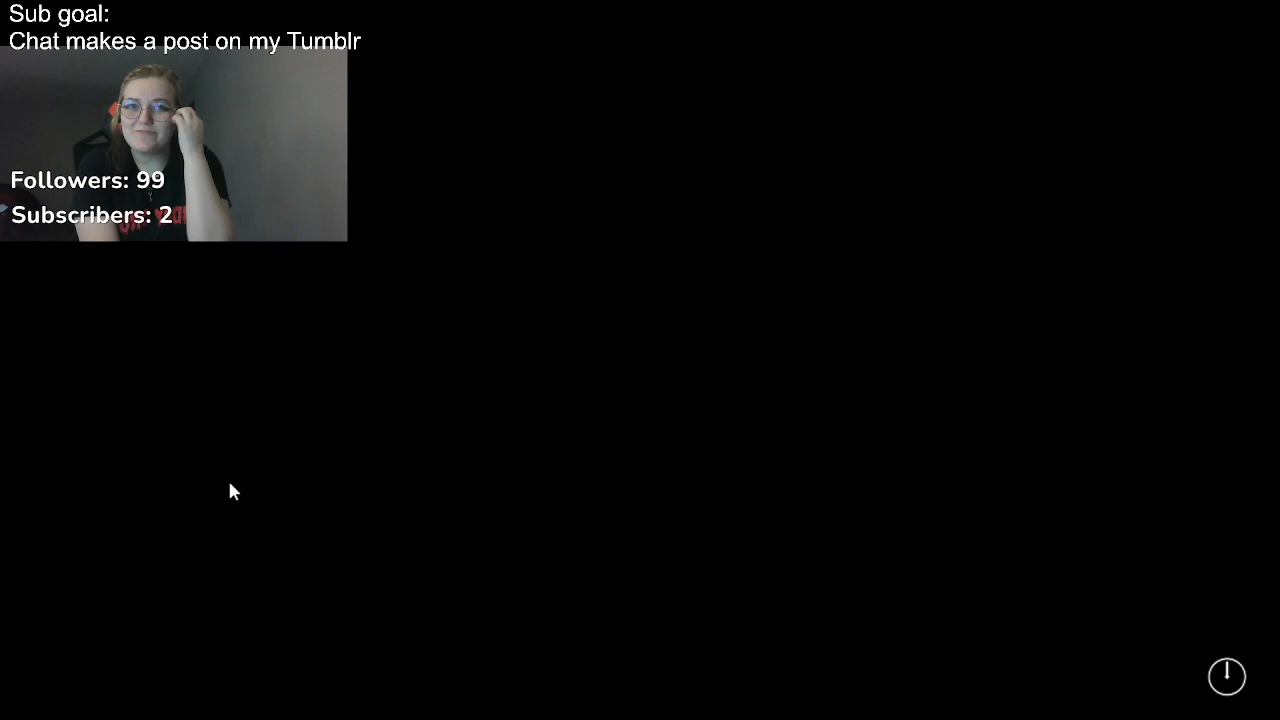 Sub goal:
Chat makes a post on my Tumblr
Followers: 99
Subscribers: 2